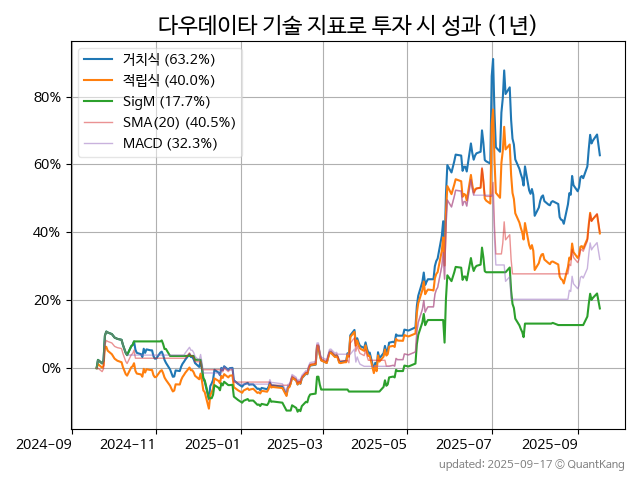 다우데이타 기술 지표로 투자 시 성과 (1년)
거치식 (63.2%)
적립식 (40.0%)
SigM (17.7%)
SMA(20) (40.5%)
MACD (32.3%)
80%
60%
40%
20%
0%
2024-09 2024-11 2025-01 2025-03 2025-05 2025-07 2025-09
updated: 2025-09-17 @ QuantKang